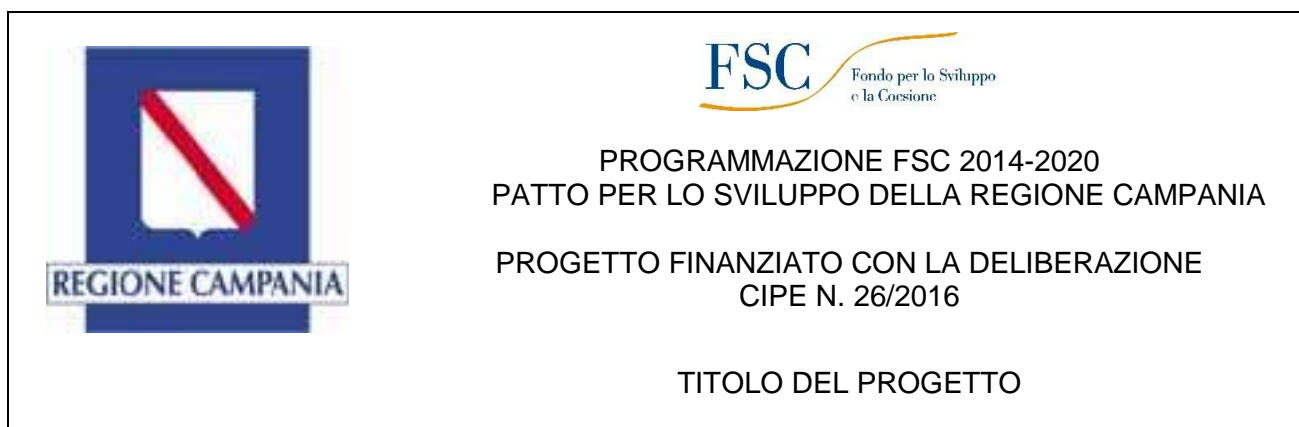 FSC
Fondo per lo Sviluppo
e la Coesione
PROGRAMMAZIONE FSC 2014-2020
PATTO PER LO SVILUPPO DELLA REGIONE CAMPANIA
PROGETTO FINANZIATO CON LA DELIBERAZIONE
CIPE N. 26/2016
REGIONE CAMPANIA
TITOLO DEL PROGETTO